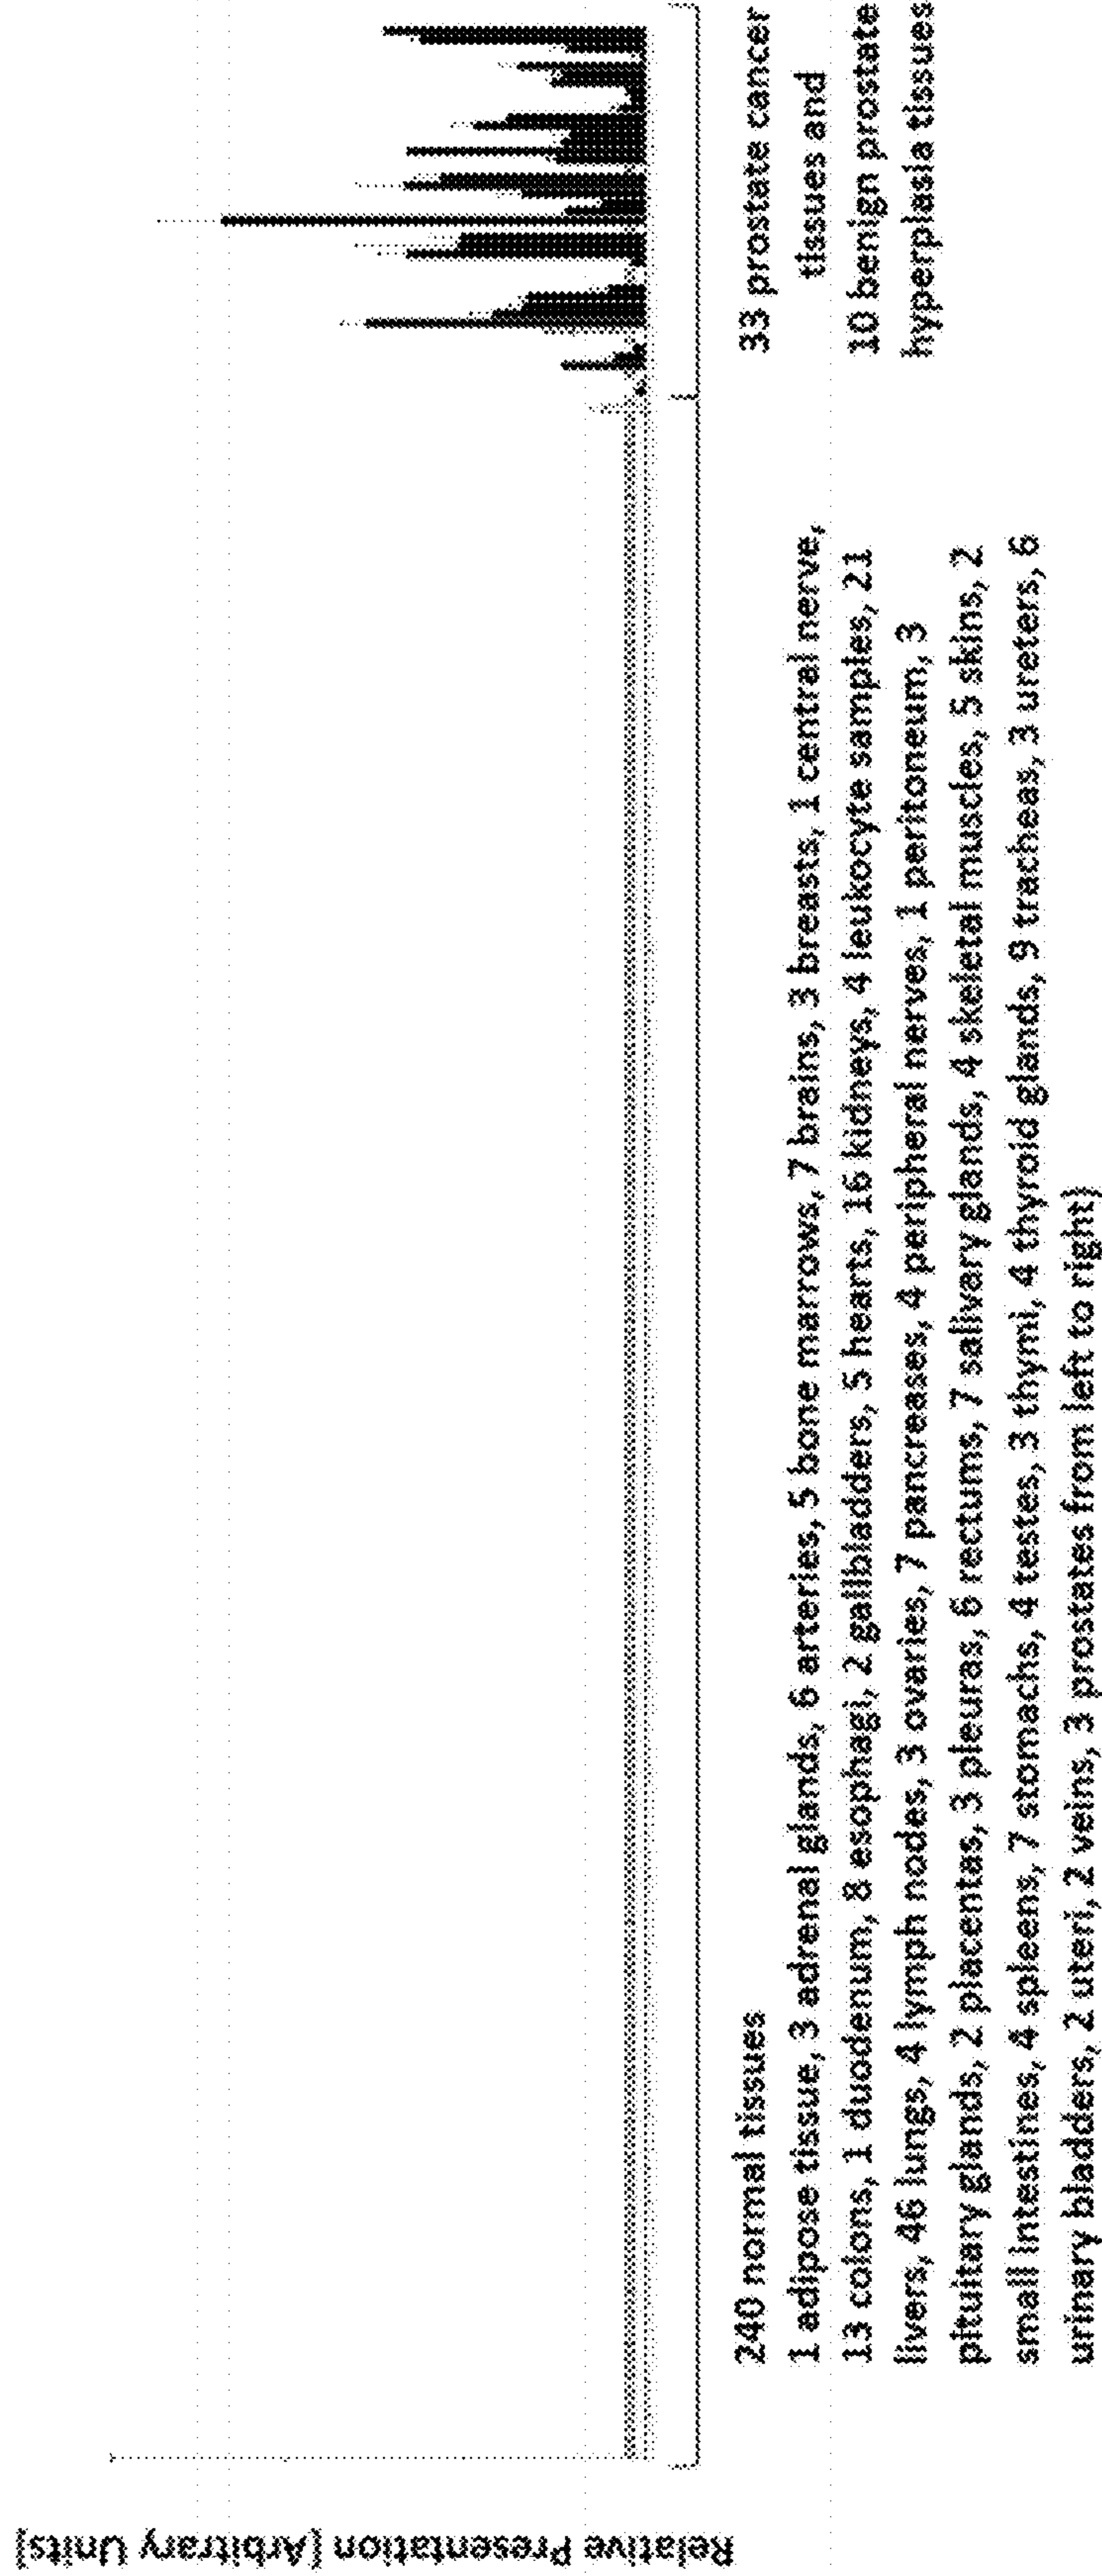 Relative Presentation [Arbitrary Units]
240 normal tissues
1 adipose tissue, 3 adrenal glands, 6 arteries, 5 bone marrows, 7 brains, 3 breasts, 1 central nerve,
13 colons, 1 duodenum, 8 esophagi, 2 gallbladders, 5 hearts, 16 kidneys, 4 leukocyte samples, 21
livers, 46 lungs, 4 lymph nodes, 3 ovaries, 7 pancreases, 4 peripheral nerves, 1 peritoneum, 3
pituitary glands, 2 placentas, 3 pleuras, 6 rectums, 7 salivary glands, 4 skeletal muscles, 5 skins, 2
small intestines, 4 spleens, 7 stomachs, 4 testes, 3 thymi, 4 thyroid glands, 9 tracheas, 3 ureters, 6
urinary bladders, 2 uteri, 2 veins, 3 prostates from left to right)
33 prostate cancer
tissues and
10 benign prostate
hyperplasia tissues